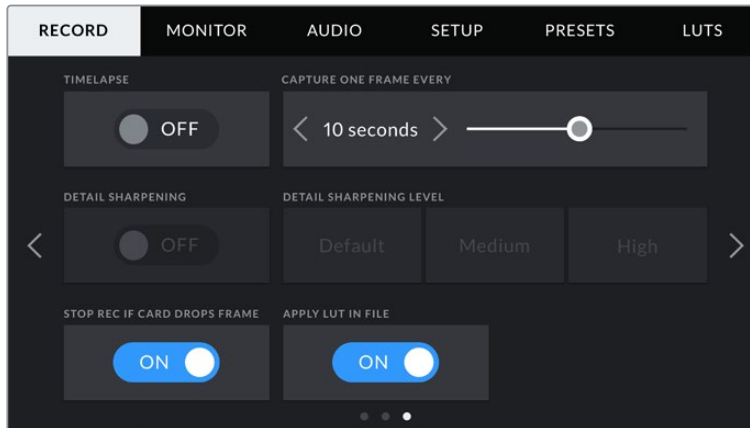 RECORD MONITOR AUDIO SETUP PRESETS LUTS
TIMELAPSE CAPTURE ONE FRAME EVERY
OFF 10 seconds
DETAIL SHARPENING DETAIL SHARPENING LEVEL
OFF Default Medium High
STOP REC IF CARD DROPS FRAME APPLY LUT IN FILE
ON ON